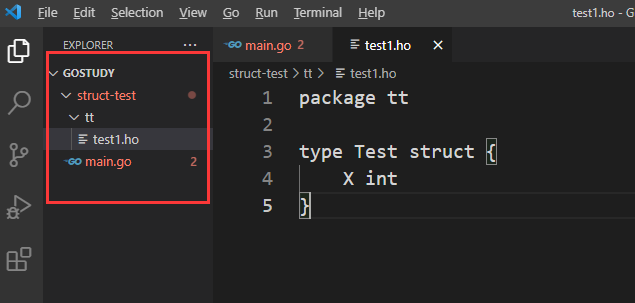 File Edit Selection View Go Run Terminal Help test1.ho - G
EXPLORER
GOSTUDY
struct-test
tt
test1.ho
main.go 2
main.go 2 test1.ho
struct-test > tt > test1.ho
1 package tt
2
3 type Test struct {
4 X int
5 }